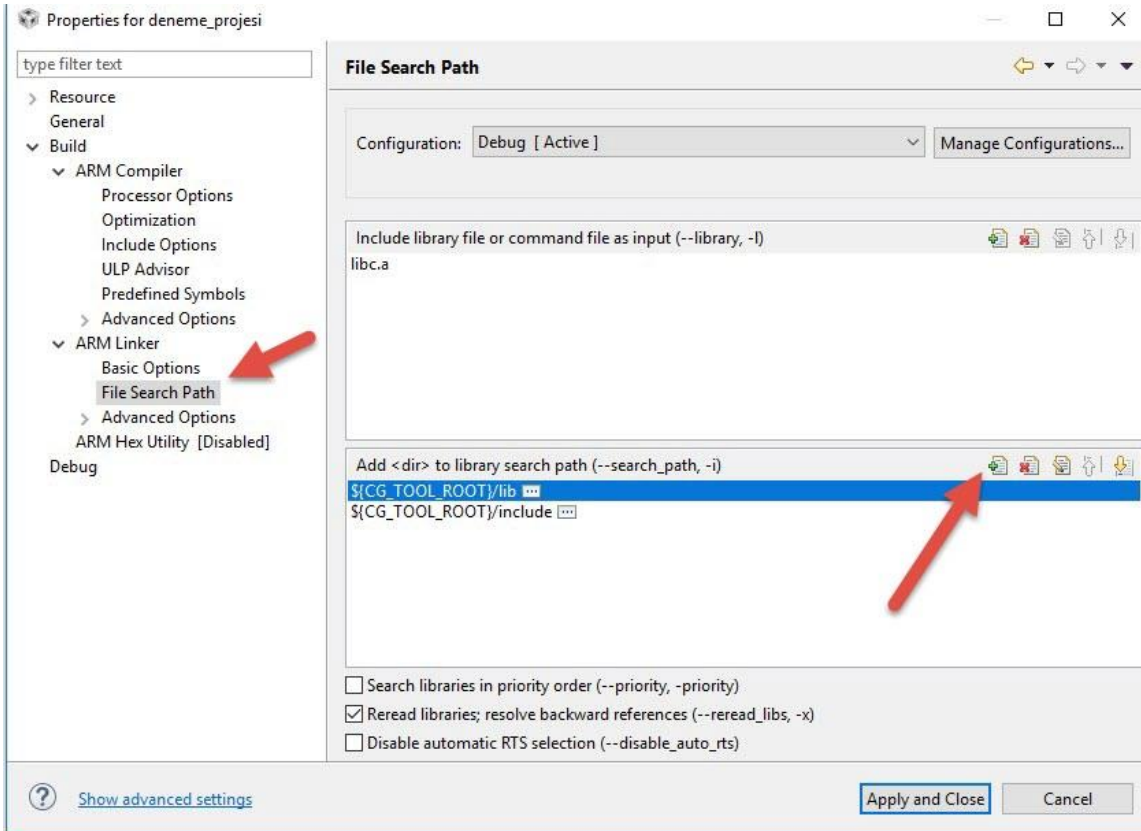 Properties for deneme_projesi
type filter text
Resource
General
Build
ARM Compiler
Processor Options
Optimization
Include Options
ULP Advisor
Predefined Symbols
Advanced Options
ARM Linker
Basic Options
File Search Path
Advanced Options
ARM Hex Utility [Disabled]
Debug
File Search Path
Configuration: Debug [ Active ]
Manage Configurations...
Include library file or command file as input (--library, -l)
libc.a
Add <dir> to library search path (--search_path, -i)
${CG_TOOL_ROOT}/lib
${CG_TOOL_ROOT}/include
Search libraries in priority order (--priority, -priority)
Reread libraries; resolve backward references (--reread_libs, -x)
Disable automatic RTS selection (--disable_auto_rts)
Show advanced settings
Apply and Close
Cancel